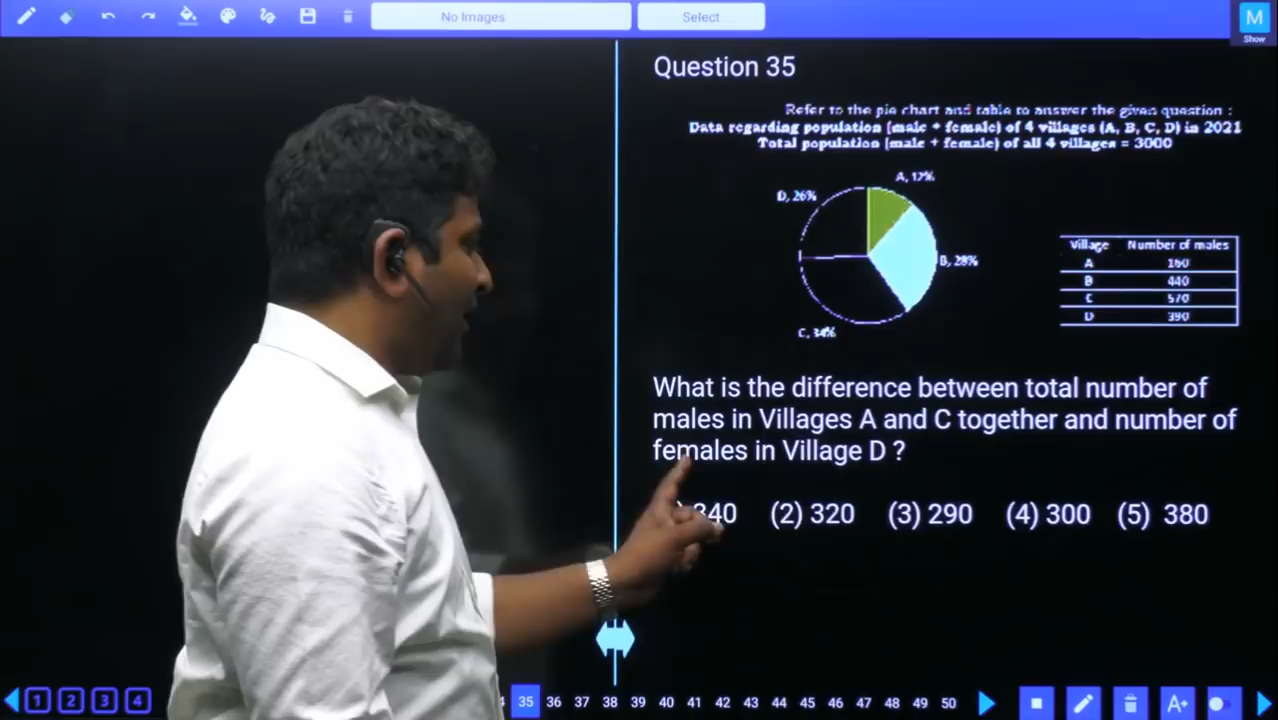 No Images
Select
M
Show
Question 35
Refer to the pie chart and table to answer the given question :
Data regarding population (male + female) of 4 villages (A, B, C, D) in 2021
Total population (male + female) of all 4 villages = 3000
A, 12%
D, 26%
B, 28%
C, 34%
Village Number of males
A 160
B 440
C 570
D 390
What is the difference between total number of
males in Villages A and C together and number of
females in Village D ?
340 (2) 320 (3) 290 (4) 300 (5) 380
1 2 3 4
35 36 37 38 39 40 41 42 43 44 45 46 47 48 49 50
A+